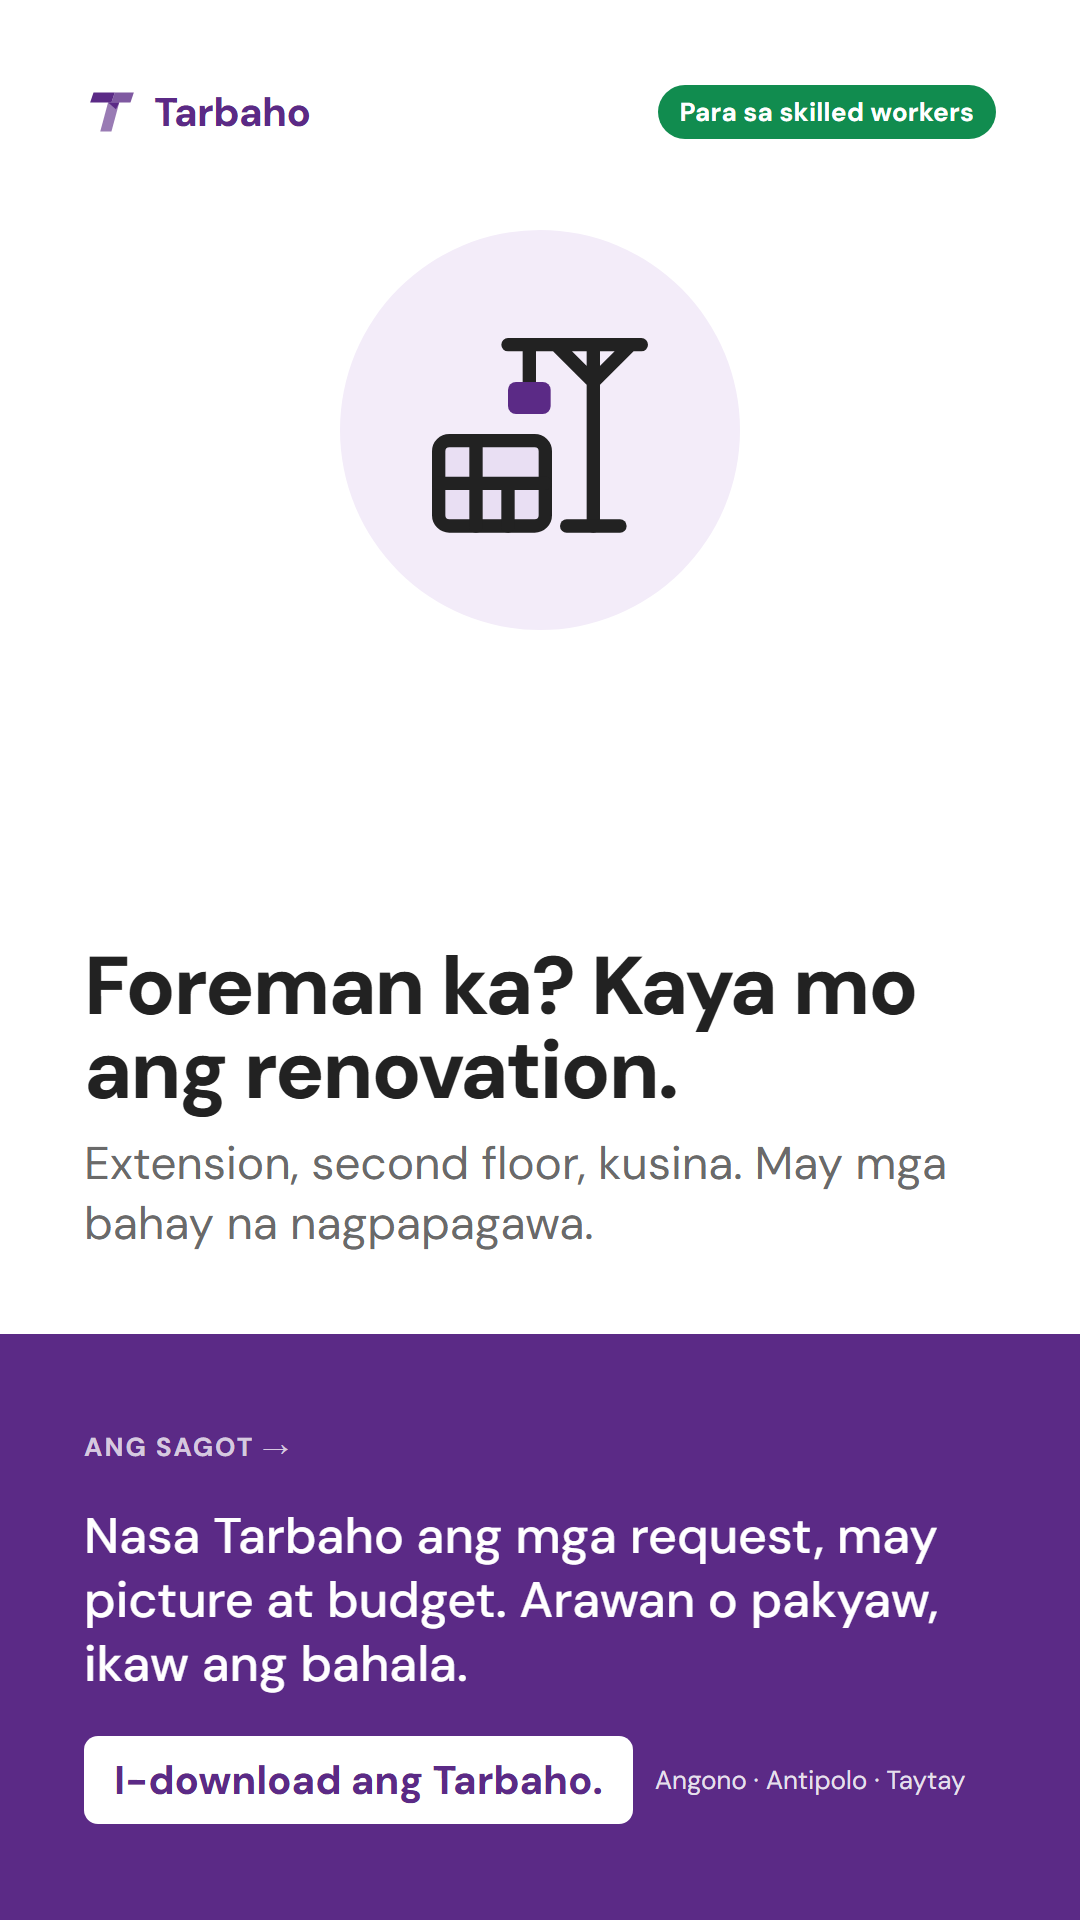 Tarbaho
Para sa skilled workers
Foreman ka? Kaya mo
ang renovation.
Extension, second floor, kusina. May mga
bahay na nagpapagawa.
ANG SAGOT →
Nasa Tarbaho ang mga request, may
picture at budget. Arawan o pakyaw,
ikaw ang bahala.
I-download ang Tarbaho.
Angono · Antipolo · Taytay